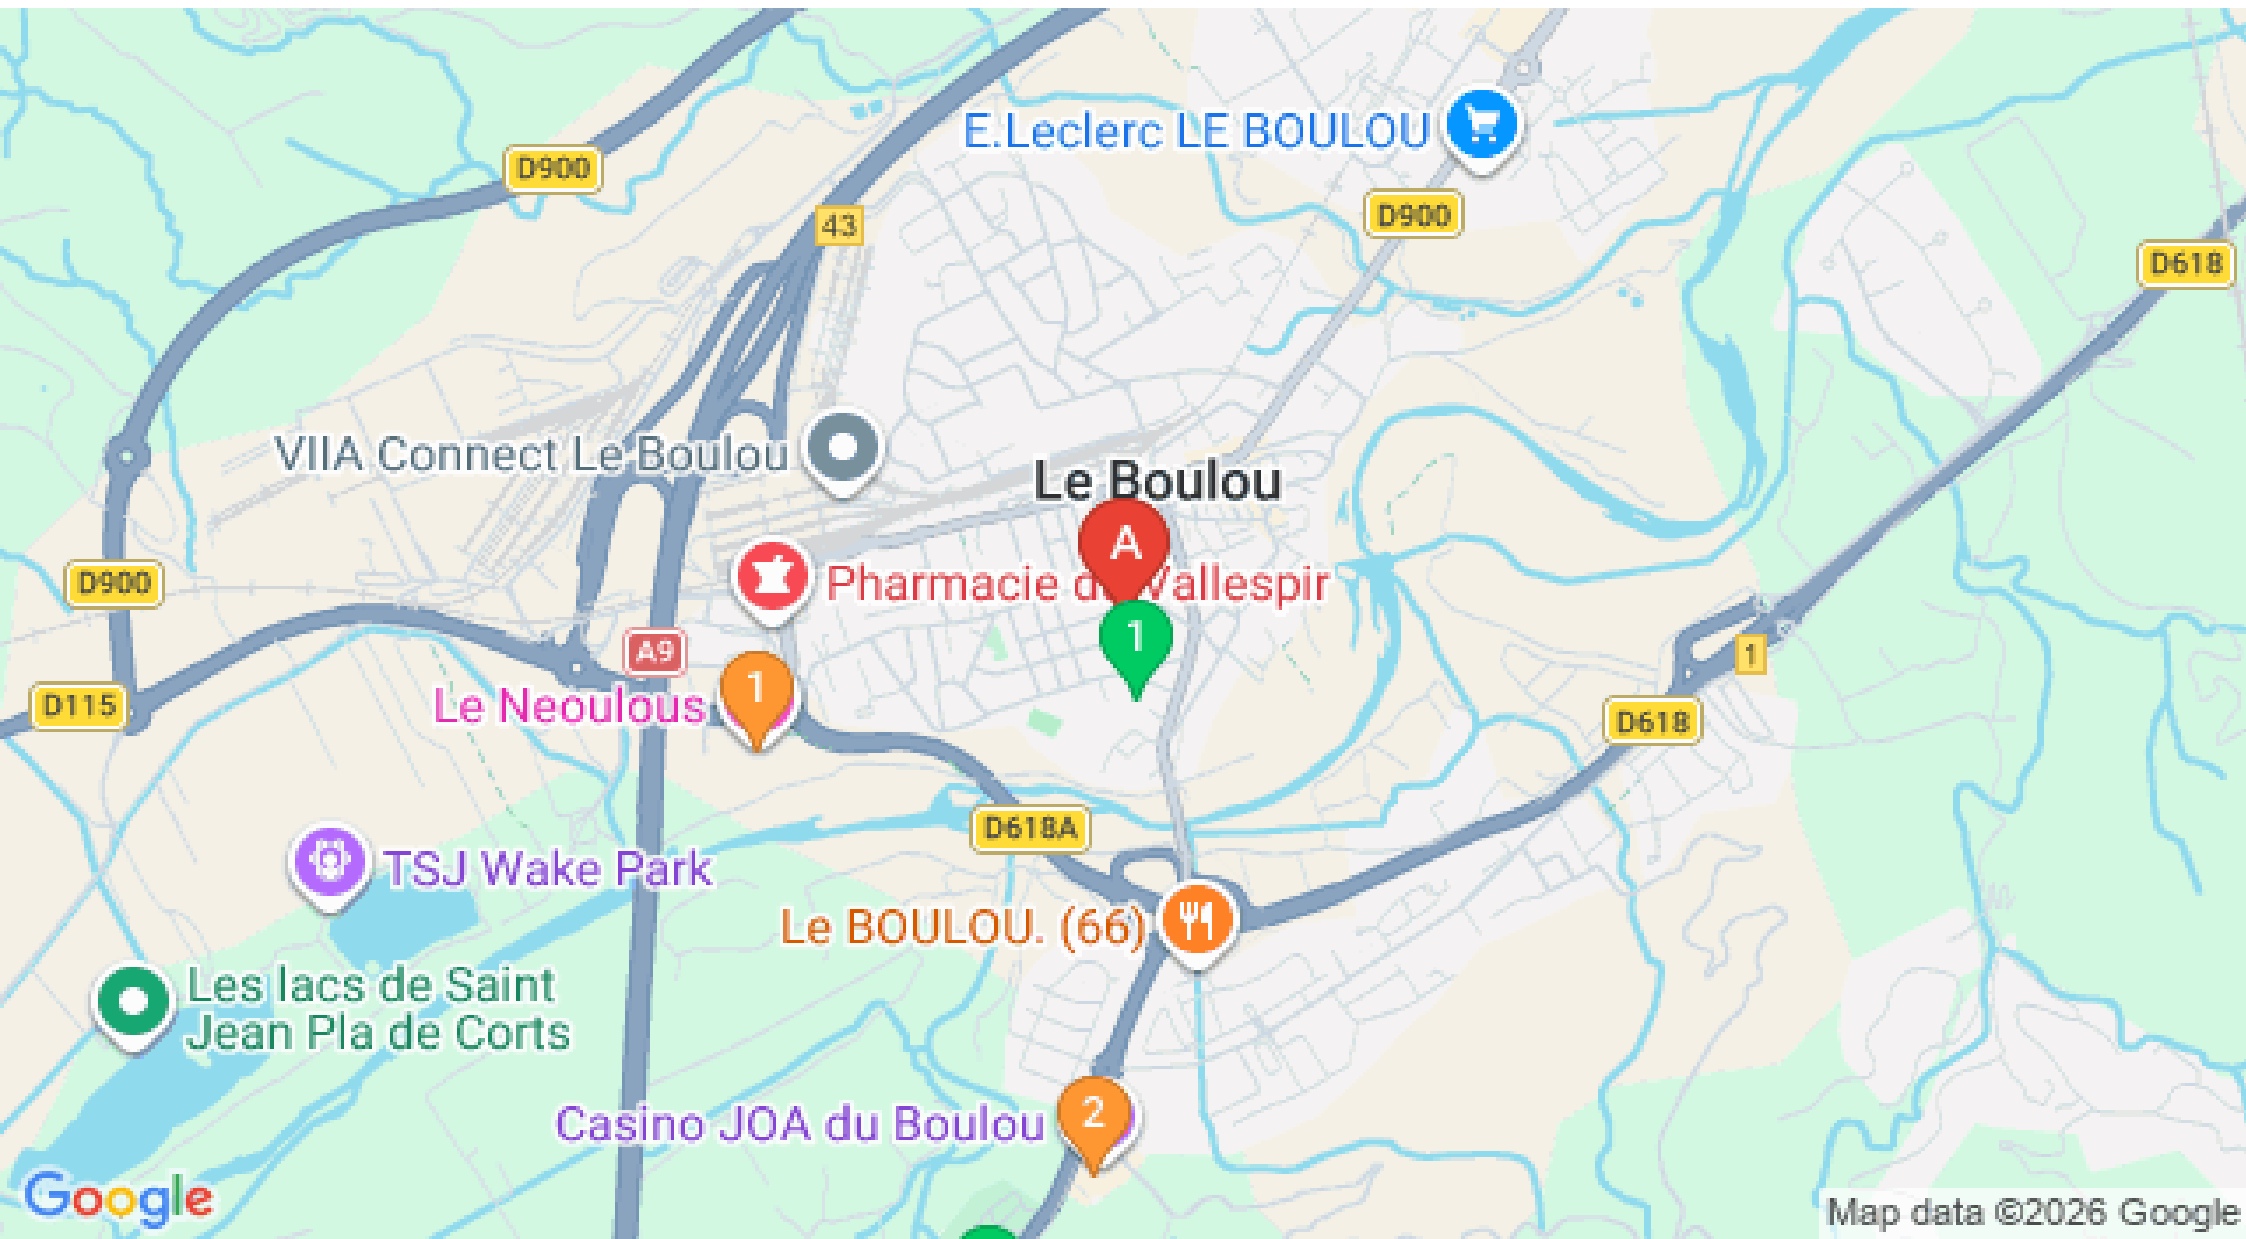 E.Leclerc LE BOULOU
D900
D900
43
D618
VIIA Connect Le Boulou
Le Boulou
A
Pharmacie du Vallespir
D900
1
A9
1
D115
Le Neoulous
1
D618
D618A
TSJ Wake Park
Le BOULOU. (66)
Les lacs de Saint
Jean Pla de Corts
2
Casino JOA du Boulou
Google
Map data ©2026 Google